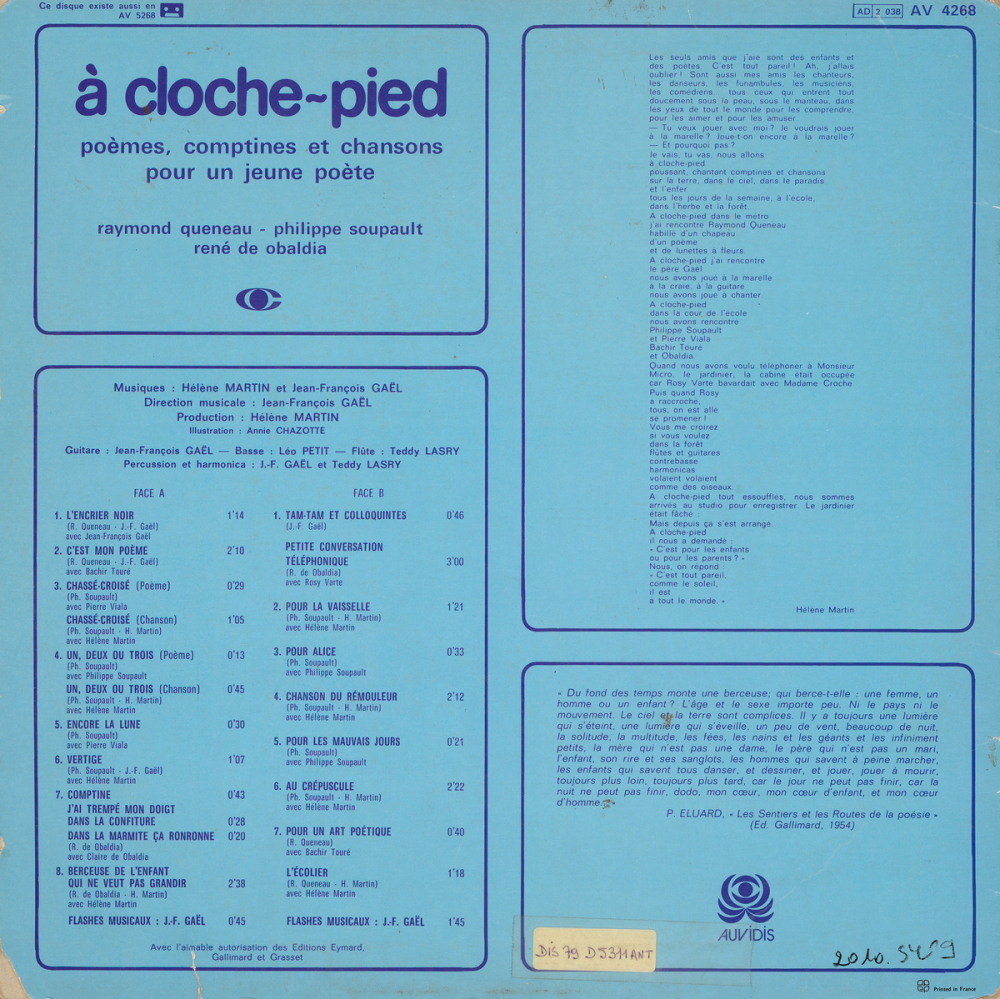 Ce disque existe aussi en
AV 5268
AD 2 038 AV 4268
à cloche~pied
poèmes, comptines et chansons
pour un jeune poète
raymond queneau - philippe soupault
rené de obaldia
Musiques : Hélène MARTIN et Jean-François GAËL
Direction musicale : Jean-François GAËL
Production : Hélène MARTIN
Illustration : Annie CHAZOTTE
Guitare : Jean-François GAËL — Basse : Léo PETIT — Flûte : Teddy LASRY
Percussion et harmonica : J.-F. GAËL et Teddy LASRY
FACE A
1. L'ENCRIER NOIR 1'14
(R. Queneau - J.-F. Gaël)
avec Jean-François Gaël
2. C'EST MON POÈME 2'10
(R. Queneau - J.-F. Gaël)
avec Bachir Touré
3. CHASSÉ-CROISÉ (Poème) 0'29
(Ph. Soupault)
avec Pierre Viala
CHASSÉ-CROISÉ (Chanson) 1'05
(Ph. Soupault - H. Martin)
avec Hélène Martin
4. UN, DEUX OU TROIS (Poème) 0'13
(Ph. Soupault)
avec Philippe Soupault
UN, DEUX OU TROIS (Chanson) 0'45
(Ph. Soupault - H. Martin)
avec Hélène Martin
5. ENCORE LA LUNE 0'30
(Ph. Soupault)
avec Pierre Viala
6. VERTIGE 1'07
(Ph. Soupault - J.-F. Gaël)
avec Hélène Martin
7. COMPTINE 0'43
J'AI TREMPÉ MON DOIGT
DANS LA CONFITURE 0'28
DANS LA MARMITE ÇA RONRONNE 0'20
(R. de Obaldia)
avec Claire de Obaldia
8. BERCEUSE DE L'ENFANT
QUI NE VEUT PAS GRANDIR 2'38
(R. de Obaldia - H. Martin)
avec Hélène Martin
FLASHES MUSICAUX : J.-F. GAËL 0'45
FACE B
1. TAM-TAM ET COLLOQUINTES 0'46
(J.-F. Gaël)
PETITE CONVERSATION
TÉLÉPHONIQUE 3'00
(R. de Obaldia)
avec Rosy Varte
2. POUR LA VAISSELLE 1'21
(Ph. Soupault - H. Martin)
avec Hélène Martin
3. POUR ALICE 0'33
(Ph. Soupault)
avec Philippe Soupault
4. CHANSON DU RÉMOULEUR 2'12
(Ph. Soupault - H. Martin)
avec Hélène Martin
5. POUR LES MAUVAIS JOURS 0'21
(Ph. Soupault)
avec Philippe Soupault
6. AU CRÉPUSCULE 2'22
(Ph. Soupault - H. Martin)
avec Hélène Martin
7. POUR UN ART POÉTIQUE 0'40
(R. Queneau)
avec Bachir Touré
L'ÉCOLIER 1'18
(R. Queneau - H. Martin)
avec Hélène Martin
FLASHES MUSICAUX : J.-F. GAËL 1'45
Avec l'aimable autorisation des Editions Eymard,
Gallimard et Grasset
Les seuls amis que j'aie sont des enfants et
des poètes. C'est tout pareil ! Ah, j'allais
oublier ! Sont aussi mes amis les chanteurs,
les danseurs, les funambules, les musiciens,
les comédiens... tous ceux qui entrent tout
doucement sous la peau, sous le manteau, dans
les yeux de tout le monde pour les comprendre,
pour les aimer et pour les amuser.
— Tu veux jouer avec moi ? Je voudrais jouer
à la marelle ? Joue-t-on encore à la marelle ?
— Et pourquoi pas ?
Je vais, tu vas, nous allons
à cloche-pied
poussant, chantant comptines et chansons
sur la terre, dans le ciel, dans le paradis
et l'enfer
tous les jours de la semaine, à l'école,
dans l'herbe et la forêt...
A cloche-pied dans le métro
j'ai rencontré Raymond Queneau
habillé d'un chapeau
d'un poème
et de lunettes à fleurs.
A cloche-pied j'ai rencontré
le père Gaël
nous avons joué à la marelle
à la craie, à la guitare
nous avons joué à chanter.
A cloche-pied
dans la cour de l'école
nous avons rencontré
Philippe Soupault
et Pierre Viala
Bachir Touré
et Obaldia.
Quand nous avons voulu téléphoner à Monsieur
Micro, le jardinier, la cabine était occupée
car Rosy Varte bavardait avec Madame Croche.
Puis quand Rosy
a raccroché,
tous, on est allé
se promener !
Vous me croirez
si vous voulez
dans la forêt
flûtes et guitares
contrebasse
harmonicas
volaient volaient
comme des oiseaux.
A cloche-pied tout essoufflés, nous sommes
arrivés au studio pour enregistrer. Le jardinier
était fâché
Mais depuis ça s'est arrangé.
A cloche-pied
il nous a demandé :
« C'est pour les enfants
ou pour les parents ? »
Nous, on répond :
« C'est tout pareil,
comme le soleil,
il est
à tout le monde. »
Hélène Martin
« Du fond des temps monte une berceuse; qui berce-t-elle : une femme, un
homme ou un enfant ? L'âge et le sexe importe peu. Ni le pays ni le
mouvement. Le ciel et la terre sont complices. Il y a toujours une lumière
qui s'éteint, une lumière qui s'éveille, un peu de vent, beaucoup de nuit,
la solitude, la multitude, les fées, les nains et les géants et les infiniment
petits, la mère qui n'est pas une dame, le père qui n'est pas un mari,
l'enfant, son rire et ses sanglots, les hommes qui savent à peine marcher,
les enfants qui savent tous danser, et dessiner, et jouer, jouer à mourir,
toujours plus loin, toujours plus tard, car le jour ne peut pas finir, car la
nuit ne peut pas finir, dodo, mon cœur, mon cœur d'enfant, et mon cœur
d'homme. »
P. ELUARD, « Les Sentiers et les Routes de la poésie »
(Ed. Gallimard, 1954)
AUVIDIS
DIS 79 D5311 ANT
2010.
Printed in France